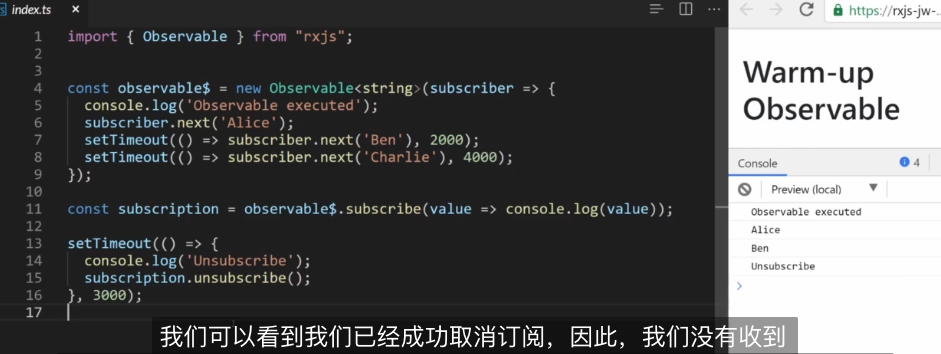 index.ts ×
https://rxjs-jw-..
1 import { Observable } from "rxjs";
2
3
4 const observable$ = new Observable<string>(subscriber => {
5 console.log('Observable executed');
6 subscriber.next('Alice');
7 setTimeout(() => subscriber.next('Ben'), 2000);
8 setTimeout(() => subscriber.next('Charlie'), 4000);
9 });
10
11 const subscription = observable$.subscribe(value => console.log(value));
12
13 setTimeout(() => {
14 console.log('Unsubscribe');
15 subscription.unsubscribe();
16 }, 3000);
17
Warm-up
Observable
Console 4
Preview (local)
Observable executed
Alice
Ben
Unsubscribe
>
我们可以看到我们已经成功取消订阅，因此，我们没有收到